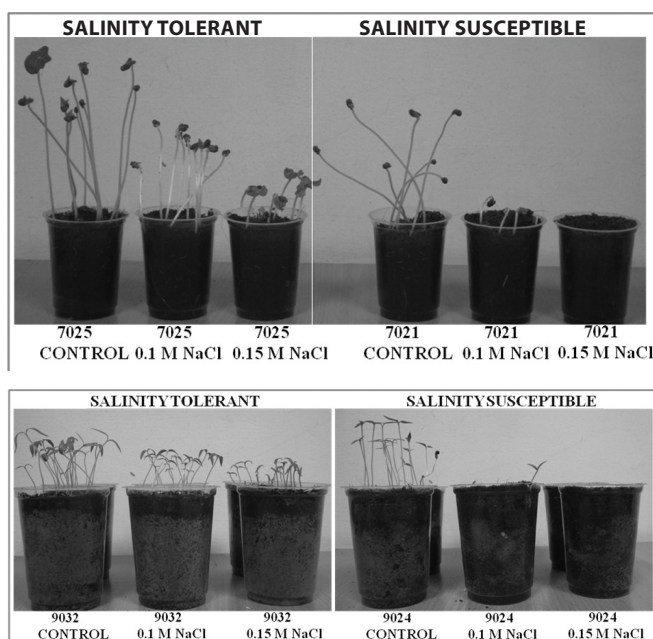 SALINITY TOLERANT SALINITY SUSCEPTIBLE
7025 7025 7025 7021 7021 7021
CONTROL 0.1 M NaCl 0.15 M NaCl CONTROL 0.1 M NaCl 0.15 M NaCl
SALINITY TOLERANT SALINITY SUSCEPTIBLE
9032 9032 9032 9024 9024 9024
CONTROL 0.1 M NaCl 0.15 M NaCl CONTROL 0.1 M NaCl 0.15 M NaCl